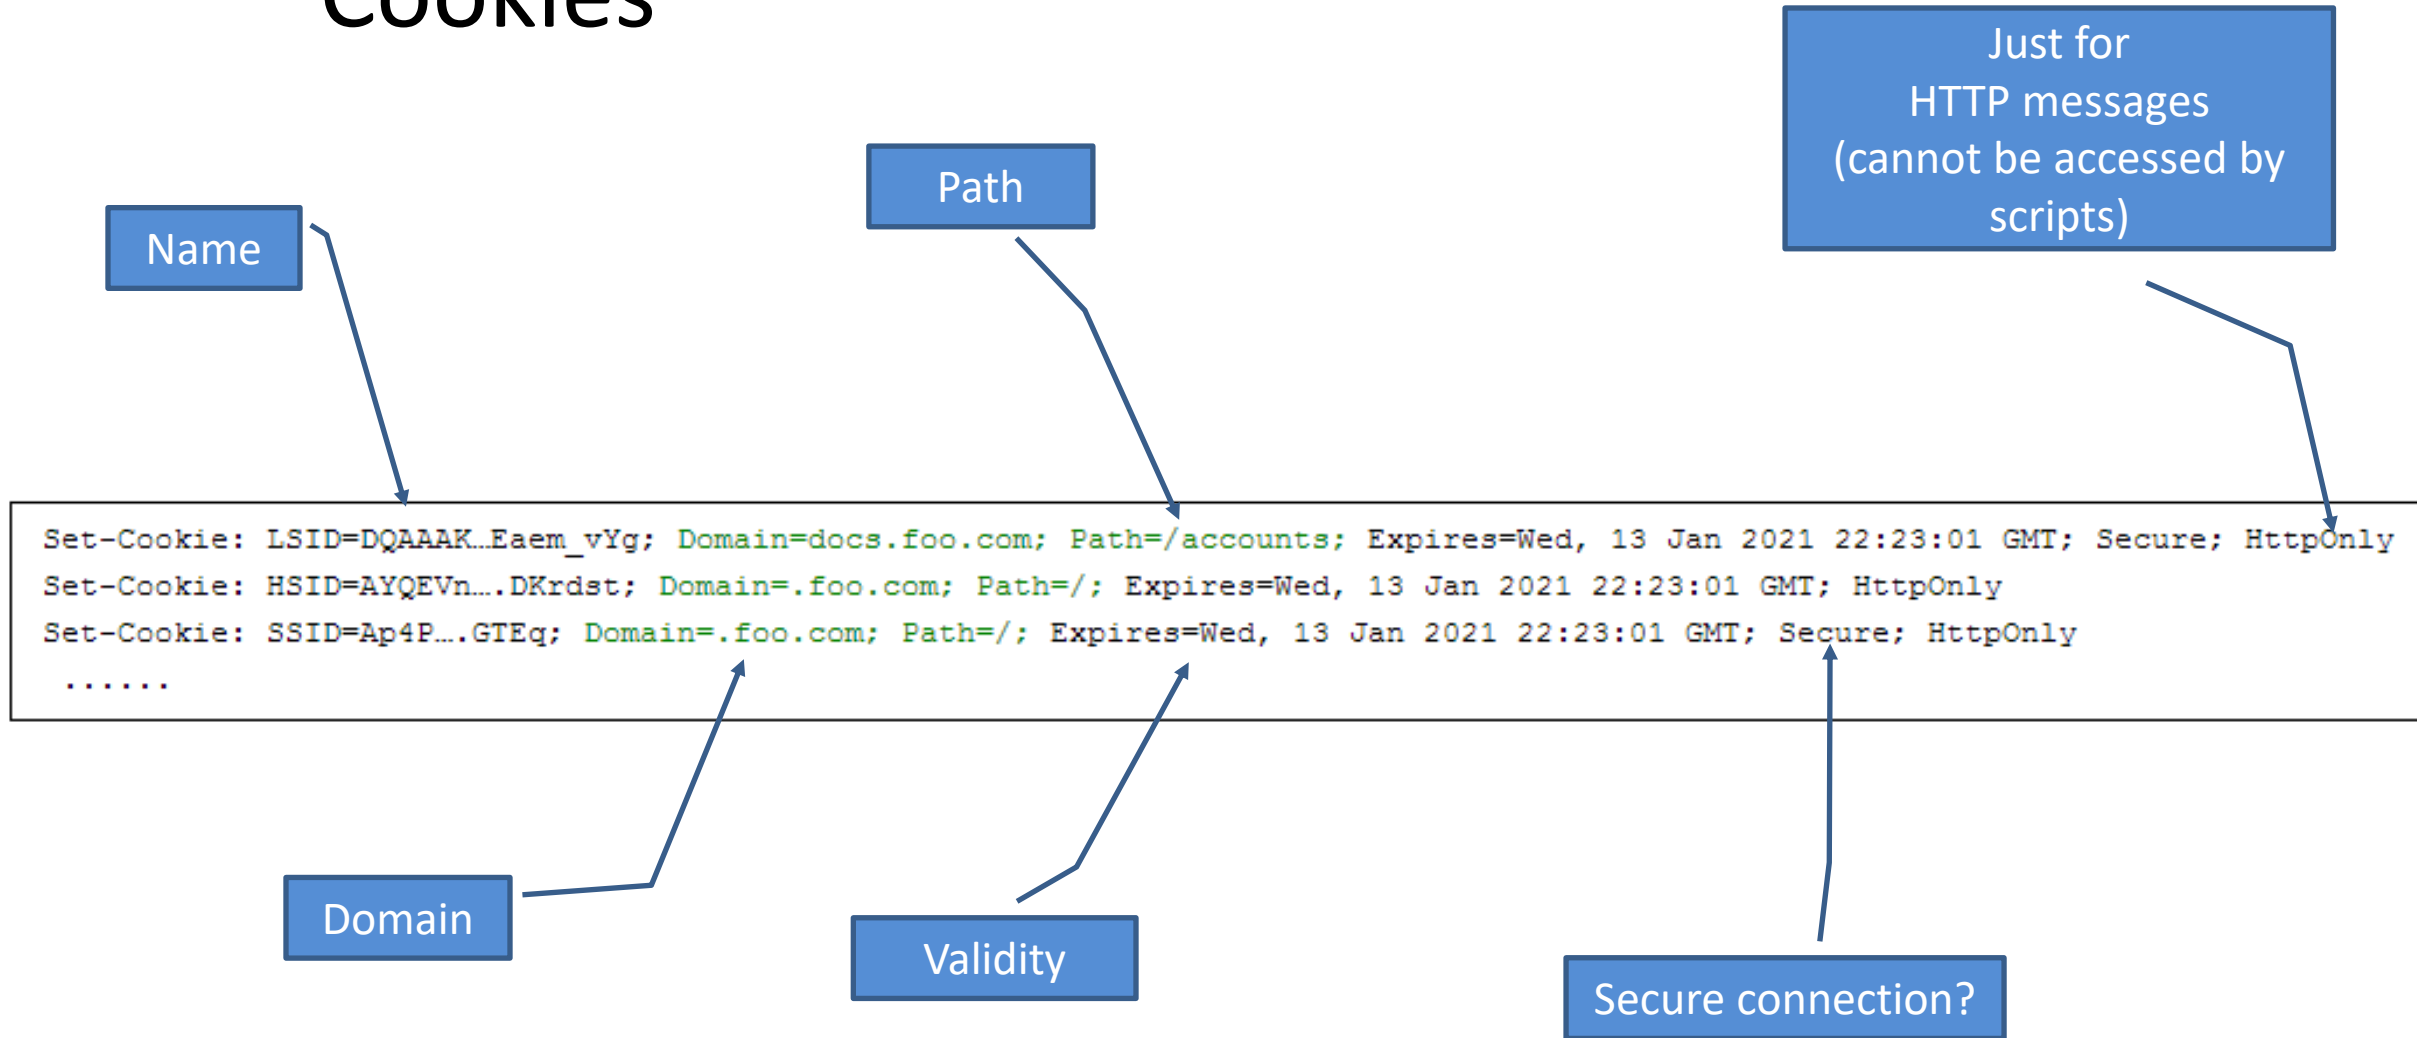 Cookies
Just for
HTTP messages
(cannot be accessed by
scripts)
Path
Name
Set-Cookie: LSID=DQAAAK…Eaem_vYg; Domain=docs.foo.com; Path=/accounts; Expires=Wed, 13 Jan 2021 22:23:01 GMT; Secure; HttpOnly
Set-Cookie: HSID=AYQEVn….DKrdst; Domain=.foo.com; Path=/; Expires=Wed, 13 Jan 2021 22:23:01 GMT; HttpOnly
Set-Cookie: SSID=Ap4P….GTEq; Domain=.foo.com; Path=/; Expires=Wed, 13 Jan 2021 22:23:01 GMT; Secure; HttpOnly
......
Domain
Validity
Secure connection?